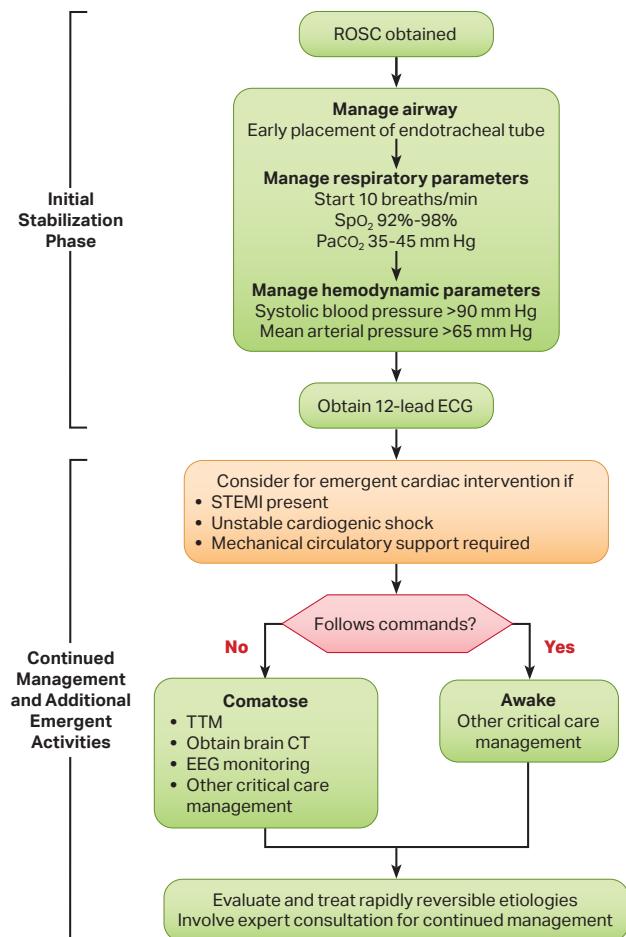 ROSC obtained
Manage airway
Early placement of endotracheal tube
Manage respiratory parameters
Start 10 breaths/min
SpO₂ 92%-98%
PaCO₂ 35-45 mm Hg
Manage hemodynamic parameters
Systolic blood pressure >90 mm Hg
Mean arterial pressure >65 mm Hg
Initial
Stabilization
Phase
Obtain 12-lead ECG
Consider for emergent cardiac intervention if
• STEMI present
• Unstable cardiogenic shock
• Mechanical circulatory support required
Follows commands?
No
Yes
Continued
Management
and Additional
Emergent
Activities
Comatose
• TTM
• Obtain brain CT
• EEG monitoring
• Other critical care
management
Awake
Other critical care
management
Evaluate and treat rapidly reversible etiologies
Involve expert consultation for continued management